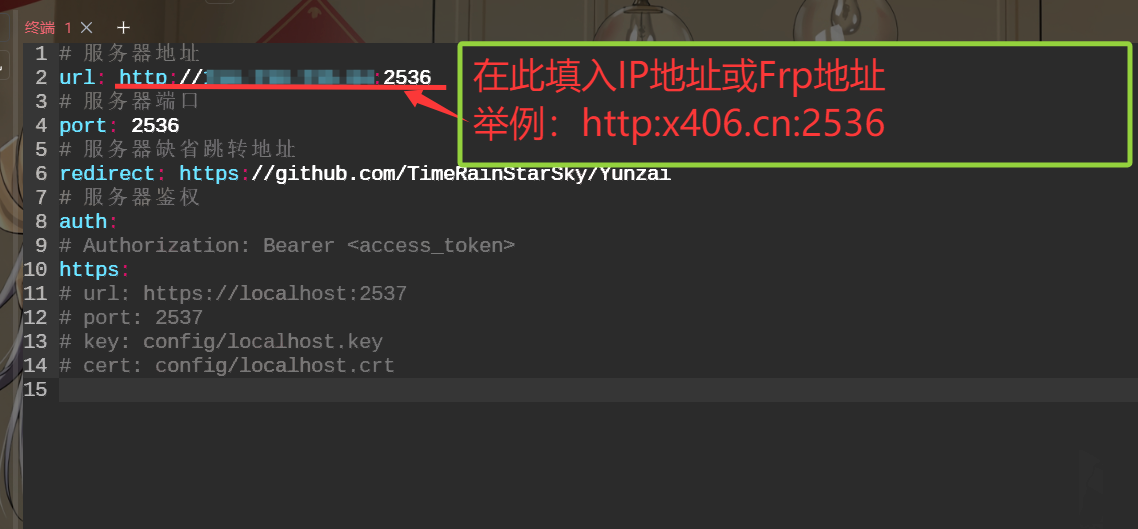 终端 1 × +
1 # 服务器地址
2 url: http:// :2536
在此填入IP地址或Frp地址
举例：http:x406.cn:2536
3 # 服务器端口
4 port: 2536
5 # 服务器缺省跳转地址
6 redirect: https://github.com/TimeRainStarSky/Yunzai
7 # 服务器鉴权
8 auth:
9 # Authorization: Bearer <access_token>
10 https:
11 # url: https://localhost:2537
12 # port: 2537
13 # key: config/localhost.key
14 # cert: config/localhost.crt
15